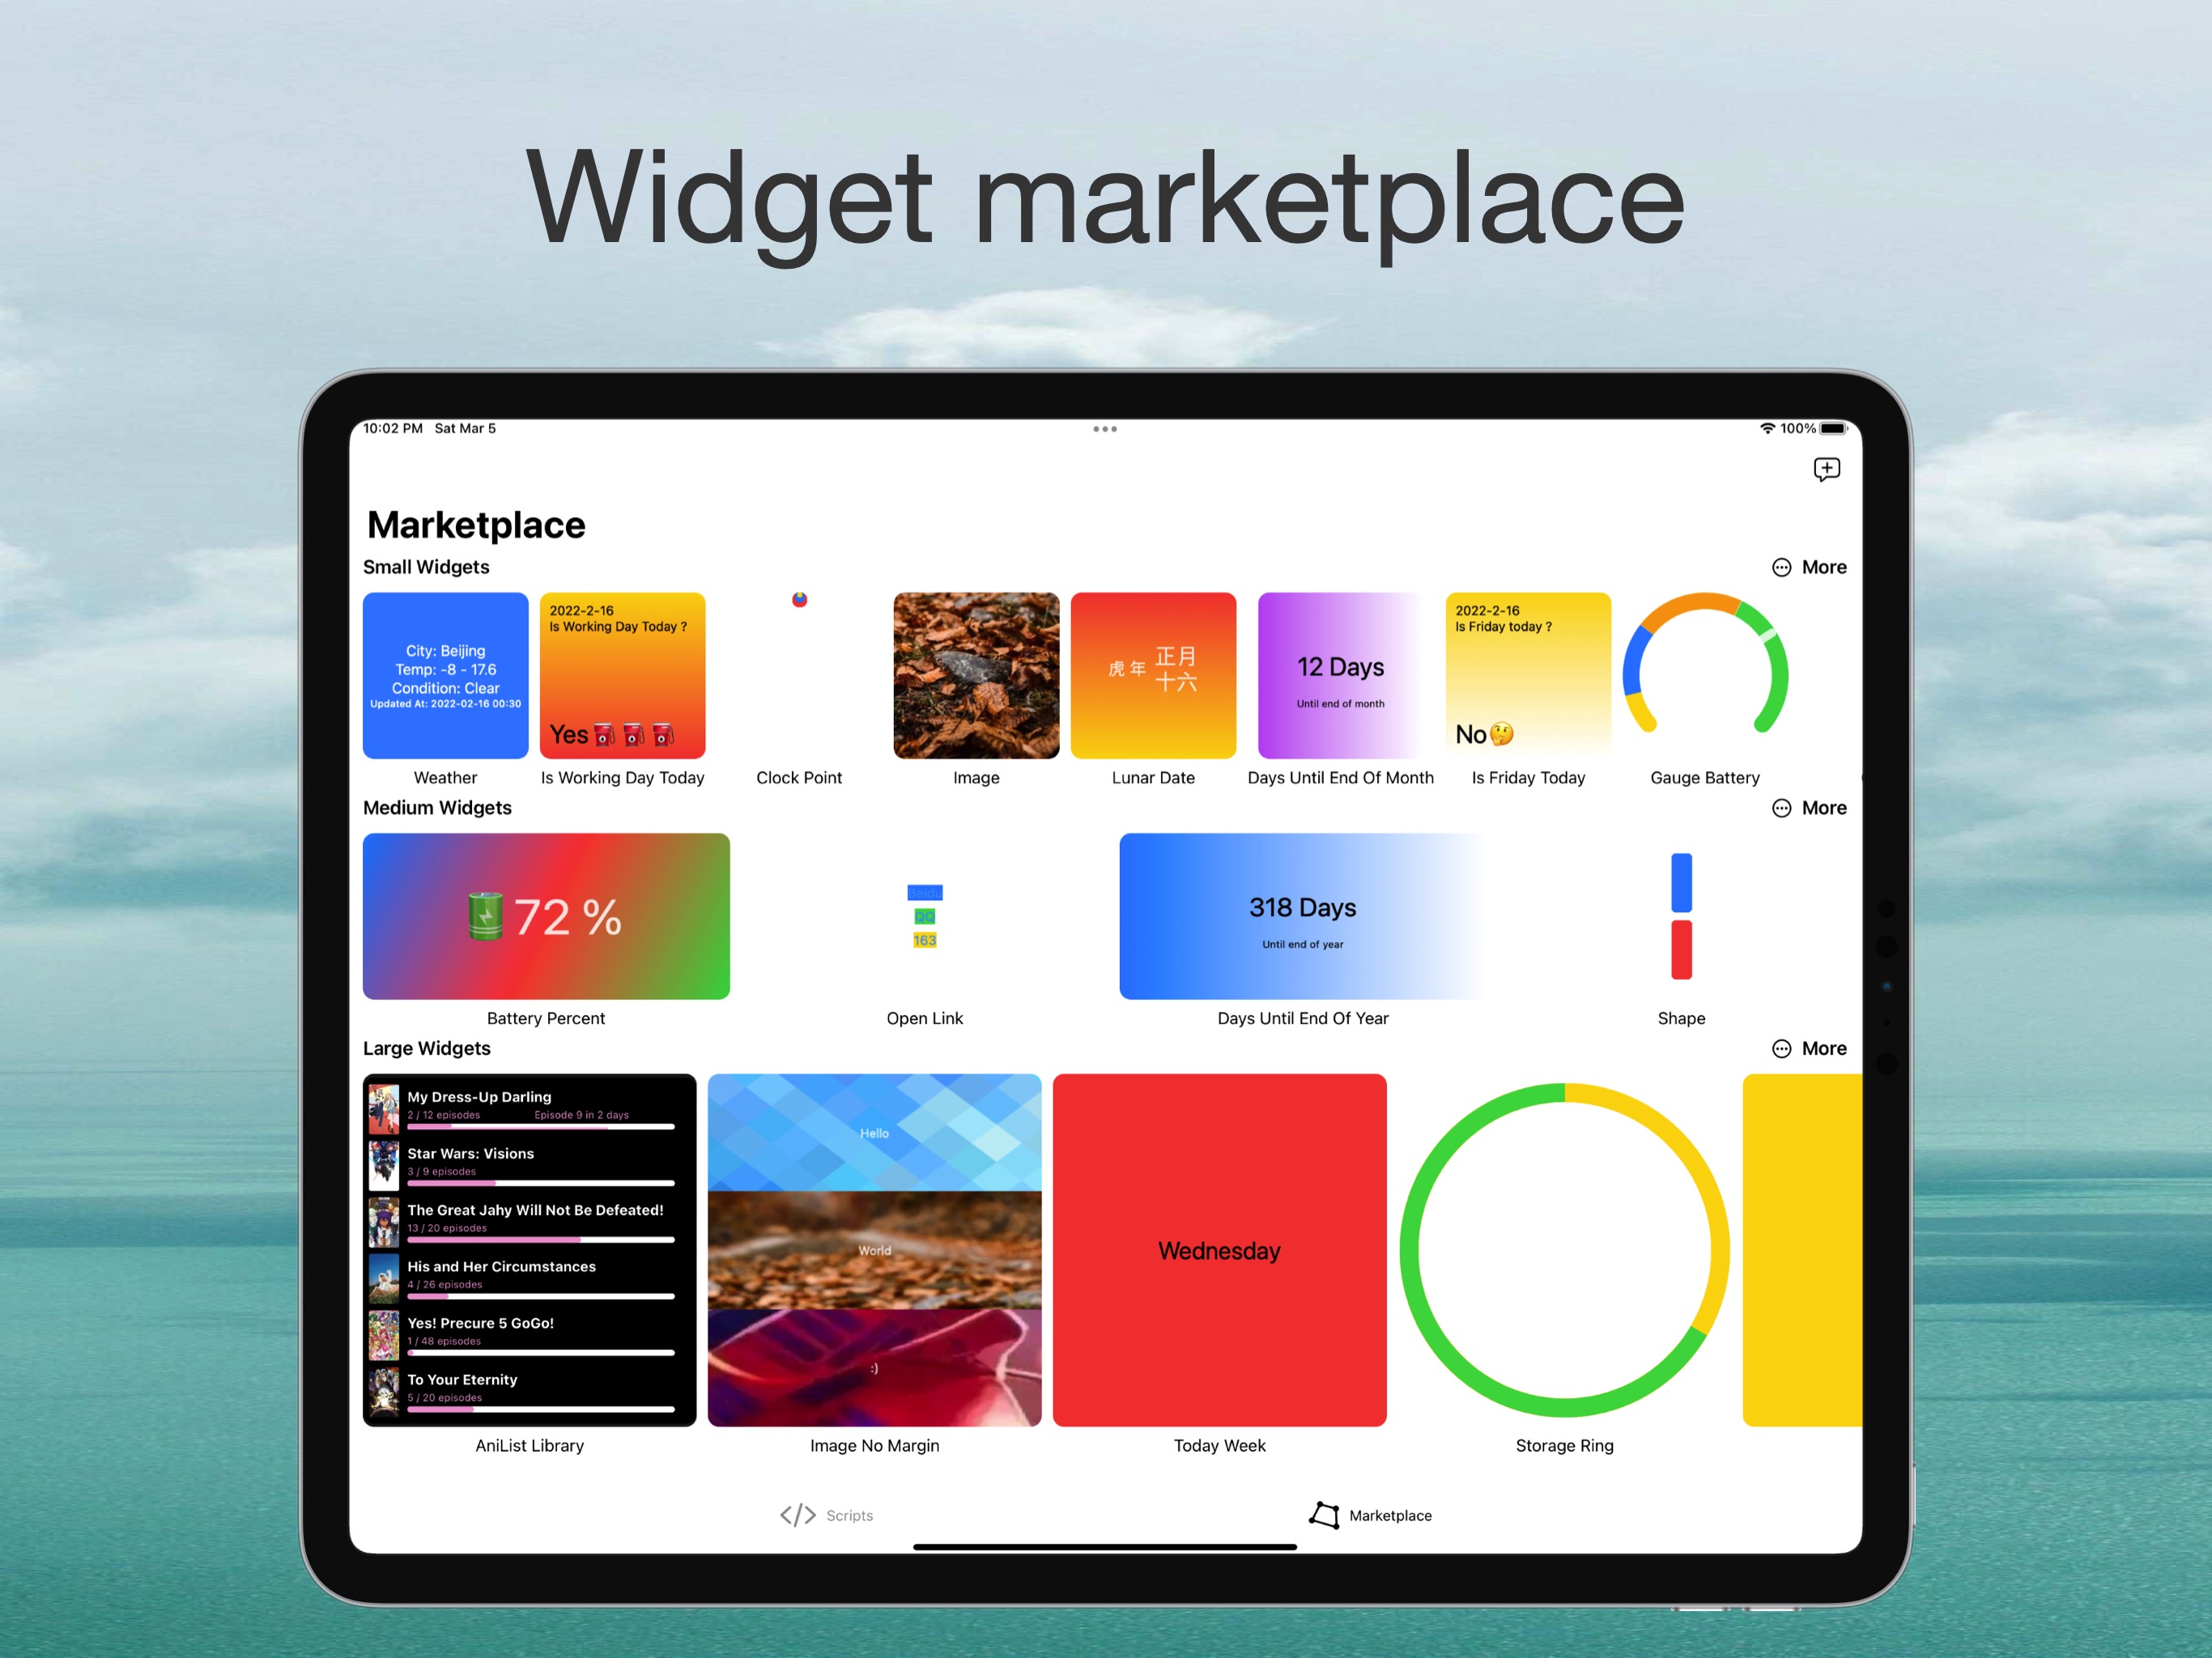 Widget marketplace
10:02 PM Sat Mar 5
100%
Marketplace
Small Widgets
More
City: Beijing
Temp: -8 - 17.6
Condition: Clear
Updated At: 2022-02-16 00:30
Weather
2022-2-16
Is Working Day Today ?
Yes
Is Working Day Today
Clock Point
Image
虎年
正月
十六
Lunar Date
12 Days
Until end of month
Days Until End Of Month
2022-2-16
Is Friday today ?
No
Is Friday Today
Gauge Battery
Medium Widgets
More
72 %
Battery Percent
Baidu
QQ
163
Open Link
318 Days
Until end of year
Days Until End Of Year
Shape
Large Widgets
More
My Dress-Up Darling
2 / 12 episodes Episode 9 in 2 days
Star Wars: Visions
3 / 9 episodes
The Great Jahy Will Not Be Defeated!
13 / 20 episodes
His and Her Circumstances
4 / 26 episodes
Yes! Precure 5 GoGo!
1 / 48 episodes
To Your Eternity
5 / 20 episodes
AniList Library
Hello
World
:)
Image No Margin
Wednesday
Today Week
Storage Ring
Scripts
Marketplace